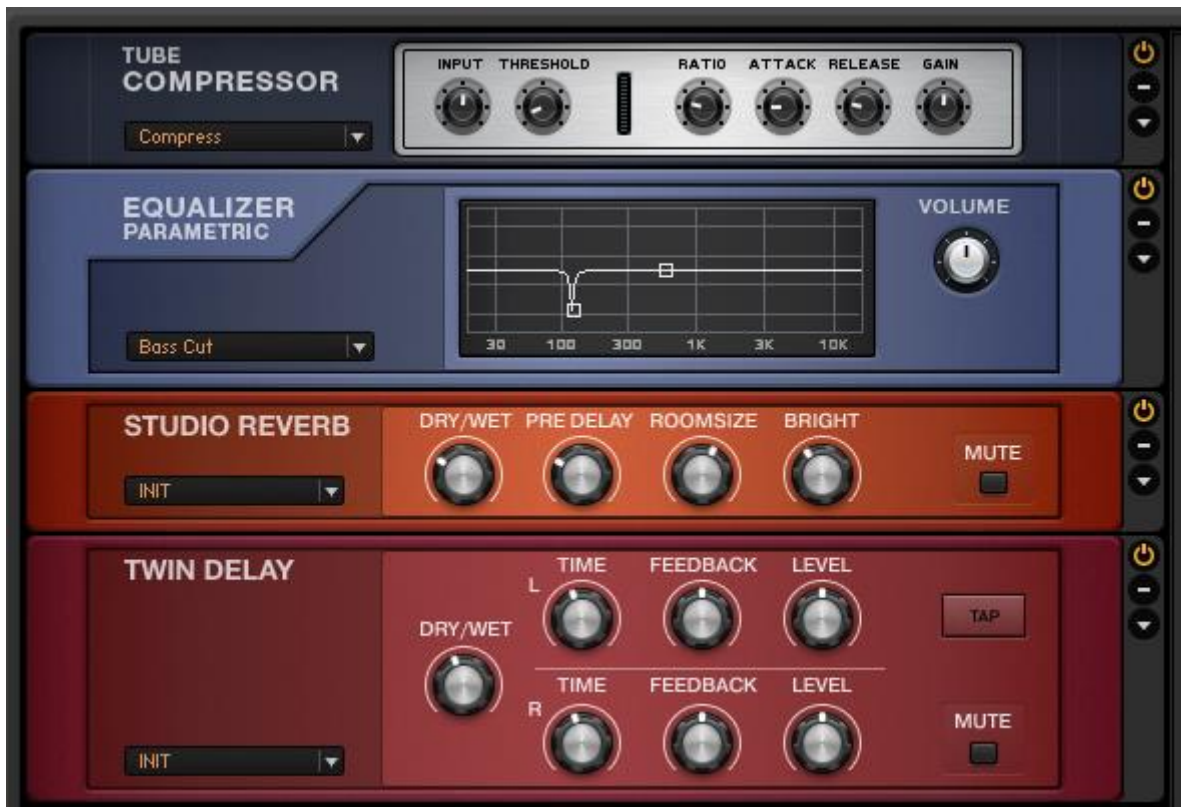 TUBE
COMPRESSOR
Compress
INPUT THRESHOLD RATIO ATTACK RELEASE GAIN
EQUALIZER
PARAMETRIC
Bass Cut
30 100 300 1K 3K 10K
VOLUME
STUDIO REVERB
INIT
DRY/WET PRE DELAY ROOMSIZE BRIGHT
MUTE
TWIN DELAY
INIT
DRY/WET
L
TIME FEEDBACK LEVEL
R
TIME FEEDBACK LEVEL
TAP
MUTE